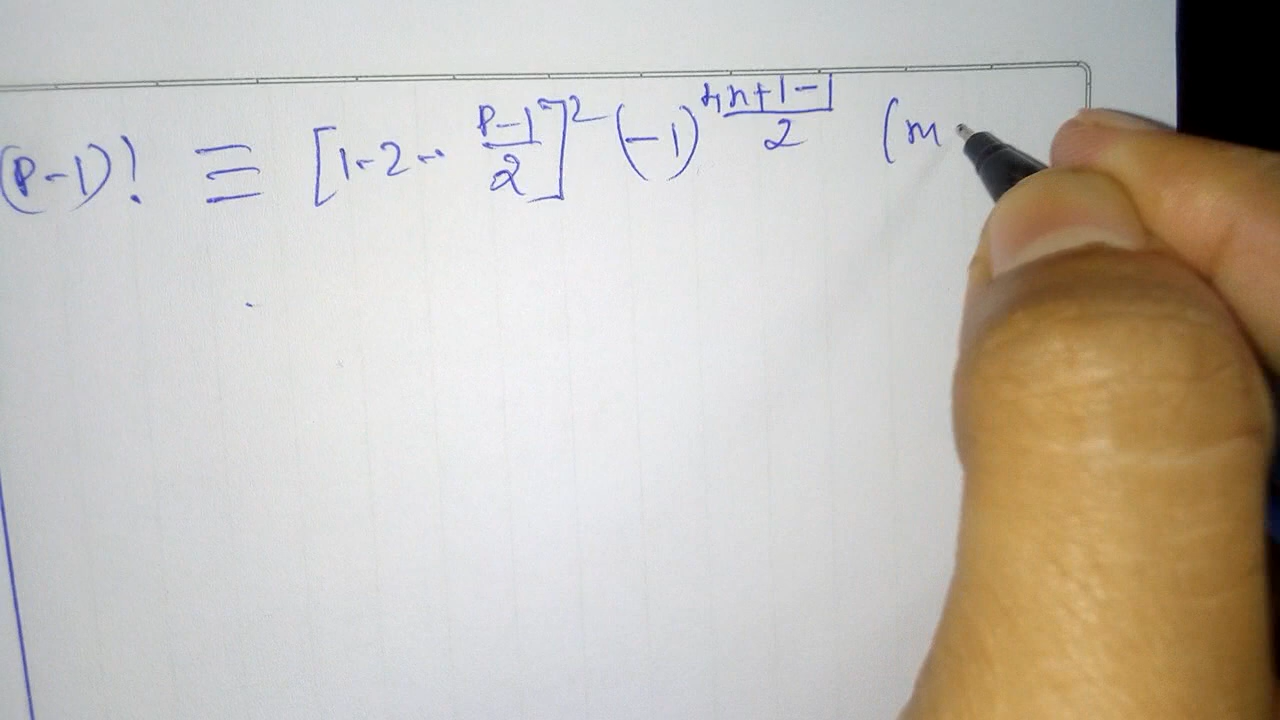 (P-1)! ≡ [1·2·· P-1/2]² (-1)^(4n+1-1)/2 (m